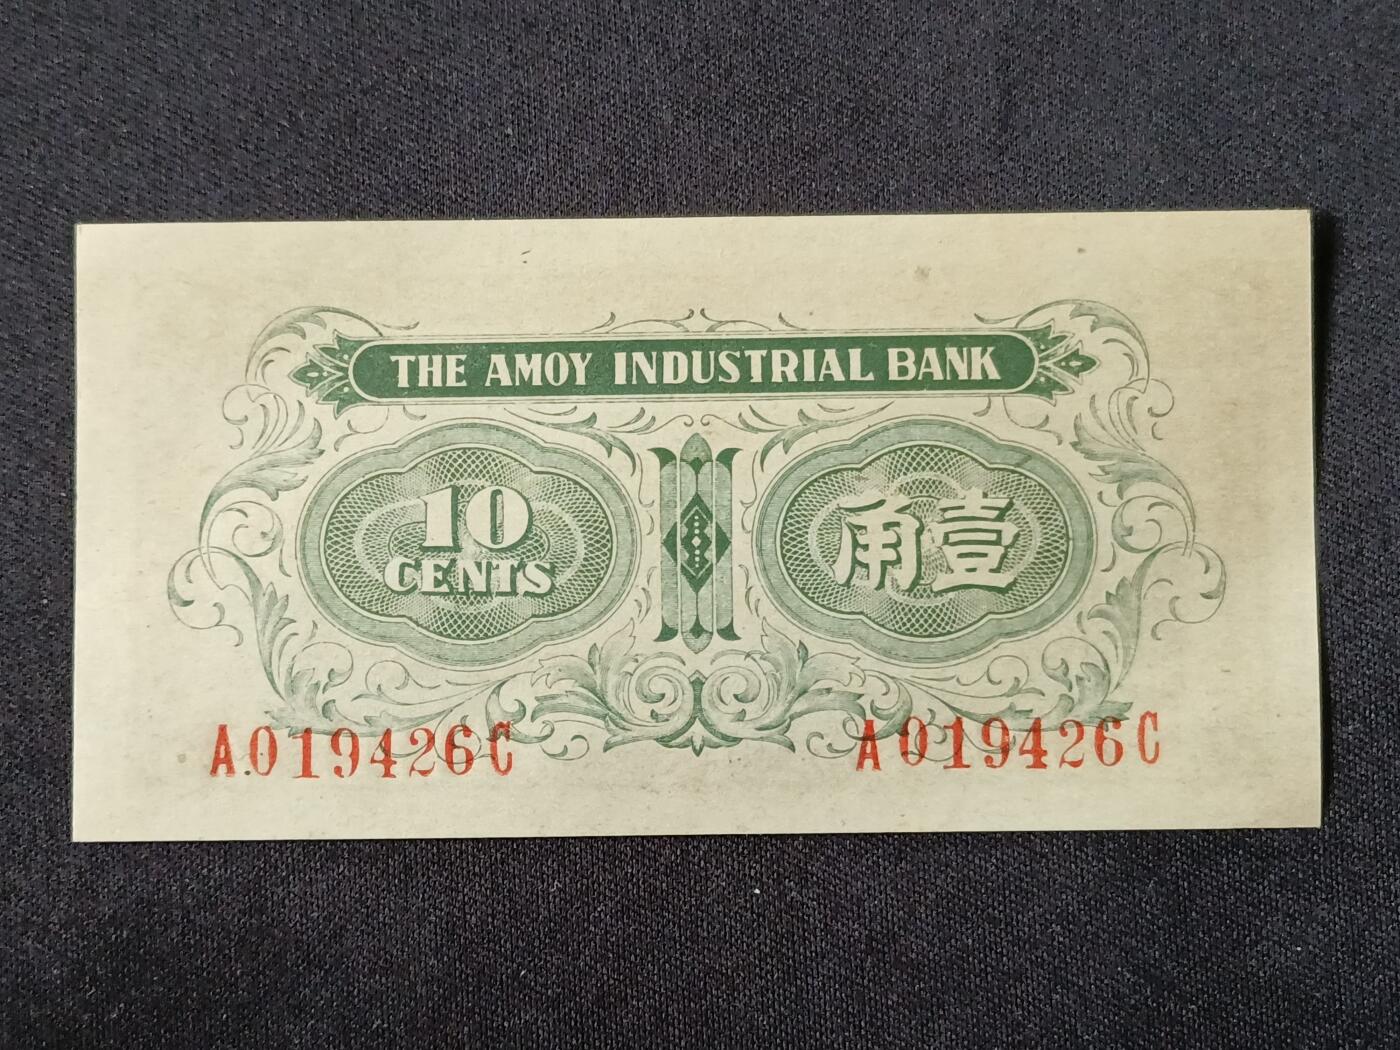 THE AMOY INDUSTRIAL BANK
10
CENTS
角壹
A019426C
A019426C